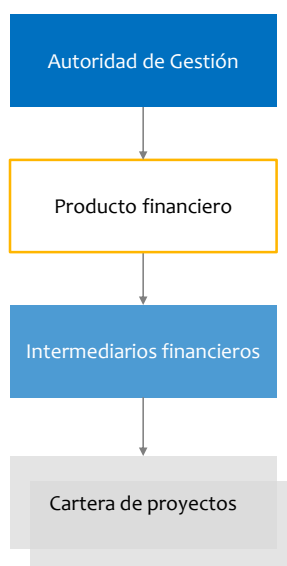 Autoridad de Gestión
Producto financiero
Intermediarios financieros
Cartera de proyectos